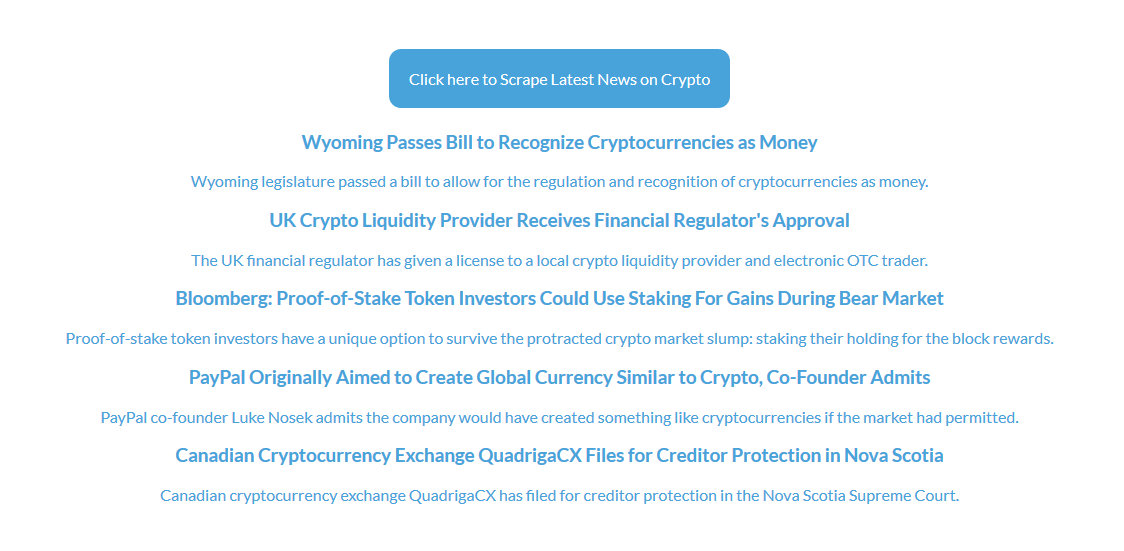 Click here to Scrape Latest News on Crypto
Wyoming Passes Bill to Recognize Cryptocurrencies as Money
Wyoming legislature passed a bill to allow for the regulation and recognition of cryptocurrencies as money.
UK Crypto Liquidity Provider Receives Financial Regulator's Approval
The UK financial regulator has given a license to a local crypto liquidity provider and electronic OTC trader.
Bloomberg: Proof-of-Stake Token Investors Could Use Staking For Gains During Bear Market
Proof-of-stake token investors have a unique option to survive the protracted crypto market slump: staking their holding for the block rewards.
PayPal Originally Aimed to Create Global Currency Similar to Crypto, Co-Founder Admits
PayPal co-founder Luke Nosek admits the company would have created something like cryptocurrencies if the market had permitted.
Canadian Cryptocurrency Exchange QuadrigaCX Files for Creditor Protection in Nova Scotia
Canadian cryptocurrency exchange QuadrigaCX has filed for creditor protection in the Nova Scotia Supreme Court.